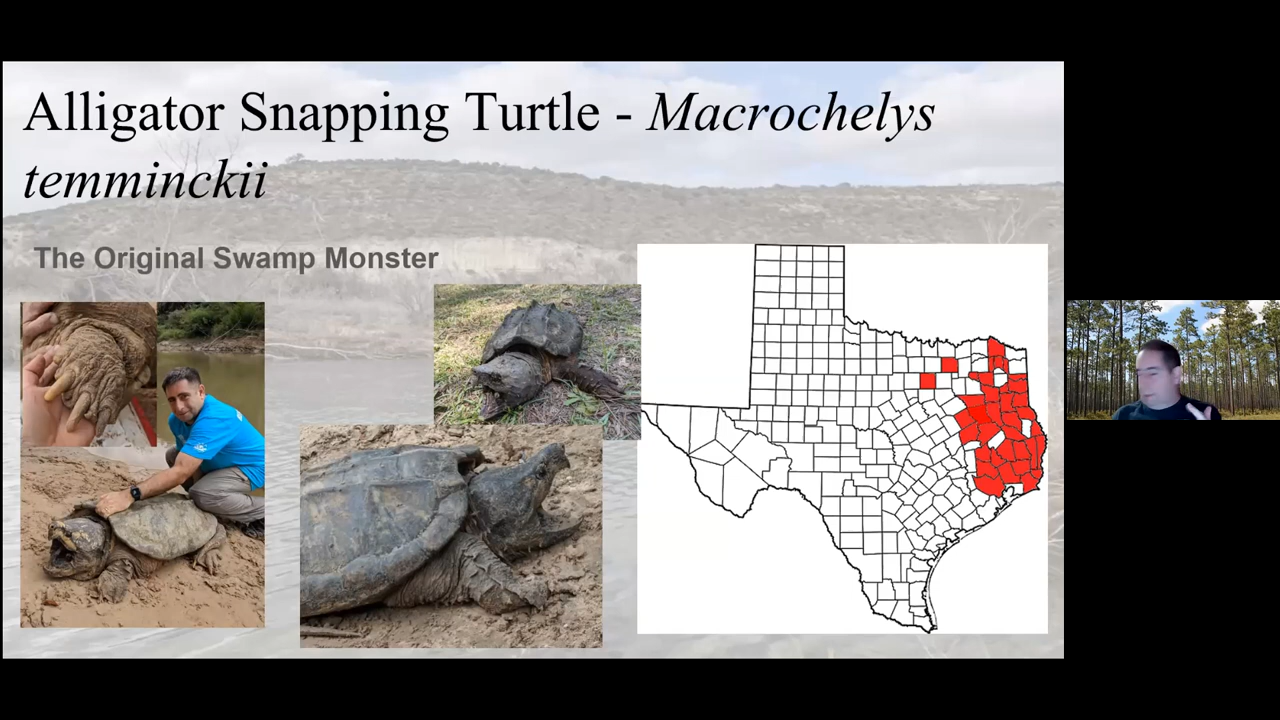 Alligator Snapping Turtle - Macrochelys
temminckii
The Original Swamp Monster